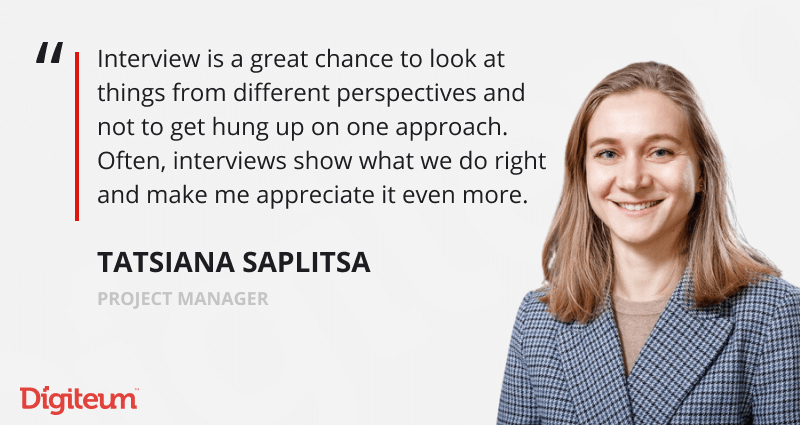 “
Interview is a great chance to look at
things from different perspectives and
not to get hung up on one approach.
Often, interviews show what we do right
and make me appreciate it even more.
TATSIANA SAPLITSA
PROJECT MANAGER
Digiteum